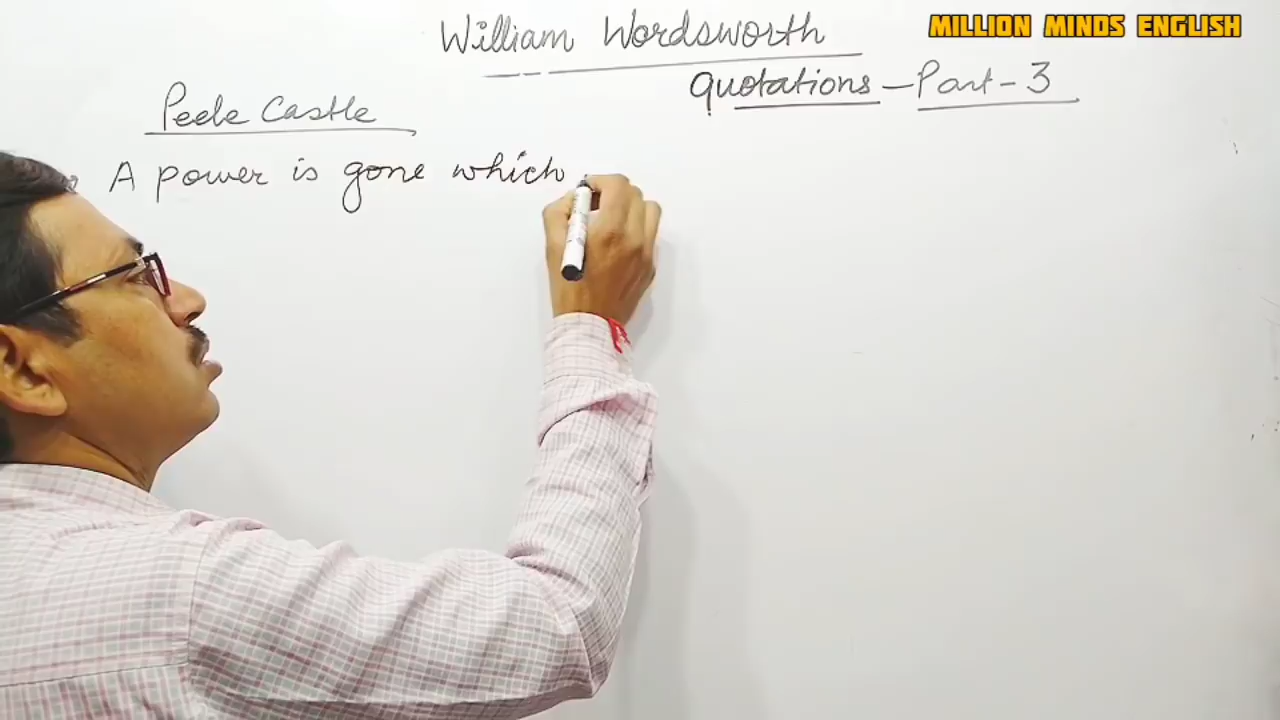 William Wordsworth
MILLION MINDS ENGLISH
Quotations - Part - 3
Peele Castle
A power is gone which